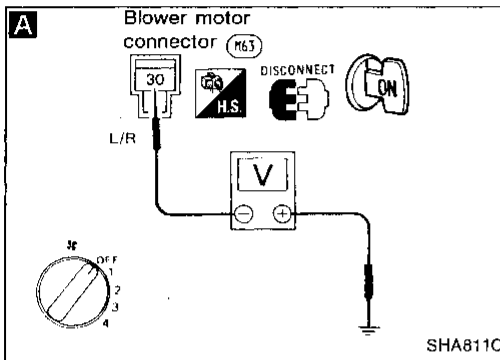 A
Blower motor
connector M63
30
H.S.
DISCONNECT
ON
L/R
V
− +
OFF
1
2
3
4
SHA811C